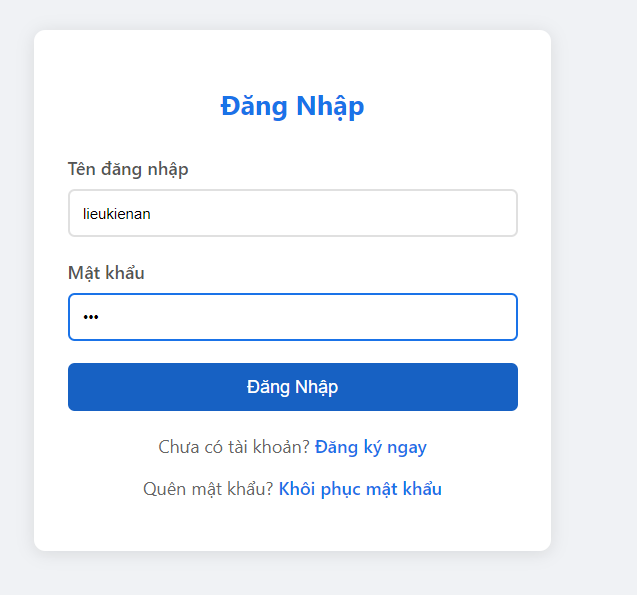 Đăng Nhập
Tên đăng nhập
lieukienan
Mật khẩu
•••
Đăng Nhập
Chưa có tài khoản? Đăng ký ngay
Quên mật khẩu? Khôi phục mật khẩu